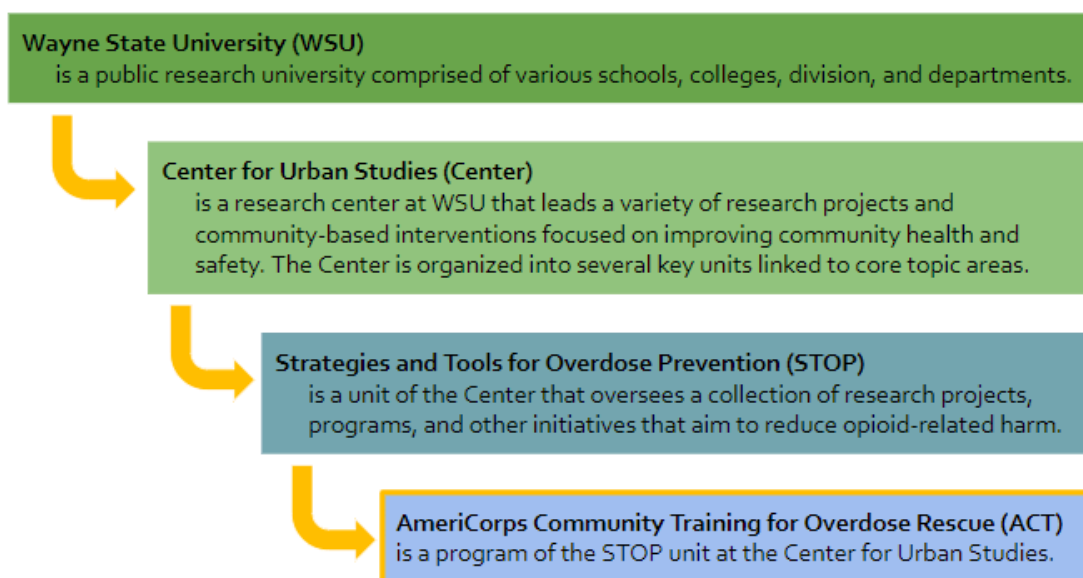 Wayne State University (WSU)
is a public research university comprised of various schools, colleges, division, and departments.
Center for Urban Studies (Center)
is a research center at WSU that leads a variety of research projects and
community-based interventions focused on improving community health and
safety. The Center is organized into several key units linked to core topic areas.
Strategies and Tools for Overdose Prevention (STOP)
is a unit of the Center that oversees a collection of research projects,
programs, and other initiatives that aim to reduce opioid-related harm.
AmeriCorps Community Training for Overdose Rescue (ACT)
is a program of the STOP unit at the Center for Urban Studies.